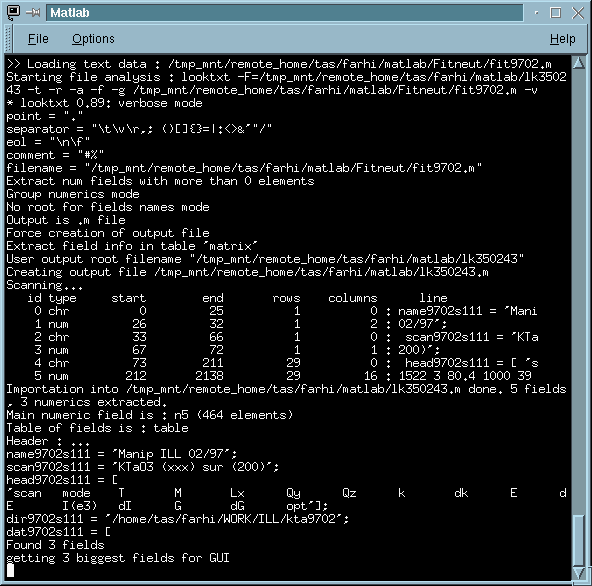 Matlab
File Options Help
>> Loading text data : /tmp_mnt/remote_home/tas/farhi/matlab/Fitneut/fit9702.m
Starting file analysis : looktxt -F=/tmp_mnt/remote_home/tas/farhi/matlab/lk3502
43 -t -r -a -f -g /tmp_mnt/remote_home/tas/farhi/matlab/Fitneut/fit9702.m -v
* looktxt 0.89: verbose mode
point = "."
separator = "\t\v\r,; ()[]{}=|:<>&'"/"
eol = "\n\f"
comment = "#%"
filename = "/tmp_mnt/remote_home/tas/farhi/matlab/Fitneut/fit9702.m"
Extract num fields with more than 0 elements
Group numerics mode
No root for fields names mode
Output is .m file
Force creation of output file
Extract field info in table 'matrix'
User output root filename "/tmp_mnt/remote_home/tas/farhi/matlab/lk350243"
Creating output file /tmp_mnt/remote_home/tas/farhi/matlab/lk350243.m
Scanning...
id type start end rows columns line
0 chr 0 25 1 0 : name9702s111 = 'Mani
1 num 26 32 1 2 : 02/97';
2 chr 33 66 1 0 : scan9702s111 = 'KTa
3 num 67 72 1 1 : 200)';
4 chr 73 211 29 0 : head9702s111 = [ 's
5 num 212 2138 29 16 : 1522 3 80.4 1000 39
Importation into /tmp_mnt/remote_home/tas/farhi/matlab/lk350243.m done. 5 fields
, 3 numerics extracted.
Main numeric field is : n5 (464 elements)
Table of fields is : table
Header : ...
name9702s111 = 'Manip ILL 02/97';
scan9702s111 = 'KTaO3 (xxx) sur (200)';
head9702s111 = [
'scan mode T M Lx Qy Qz k dk E d
E I(e3) dI G dG opt'];
dir9702s111 = '/home/tas/farhi/WORK/ILL/kta9702';
dat9702s111 = [
Found 3 fields
getting 3 biggest fields for GUI